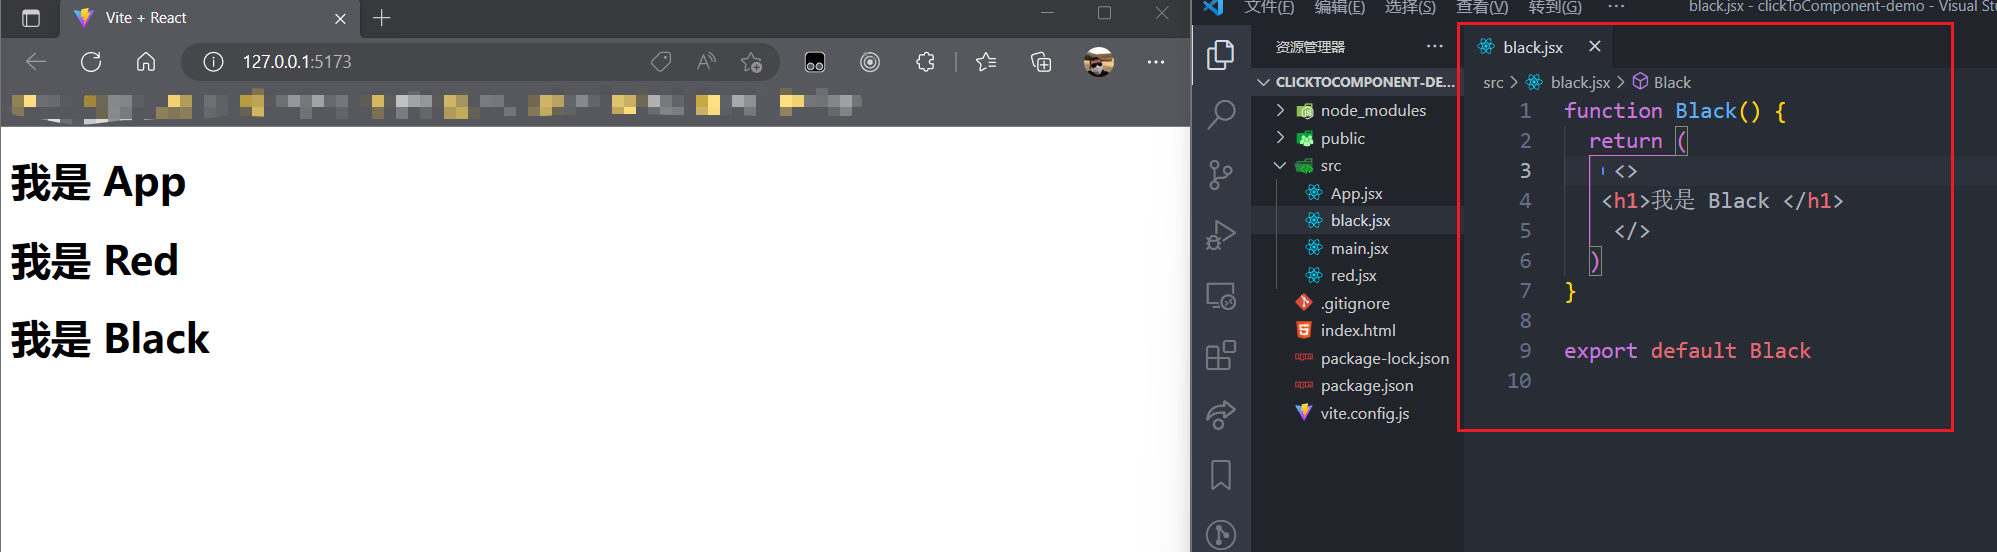 Vite + React
127.0.0.1:5173
我是 App
我是 Red
我是 Black
文件(F) 编辑(E) 选择(S) 查看(V) 转到(G) ··· black.jsx - clickToComponent-demo - Visual Stu
资源管理器 ···
CLICKTOCOMPONENT-DE...
node_modules
public
src
App.jsx
black.jsx
main.jsx
red.jsx
.gitignore
index.html
package-lock.json
package.json
vite.config.js
black.jsx
src > black.jsx > Black
1 function Black() {
2 return (
3 <>
4 <h1>我是 Black </h1>
5 </>
6 )
7 }
8
9 export default Black
10